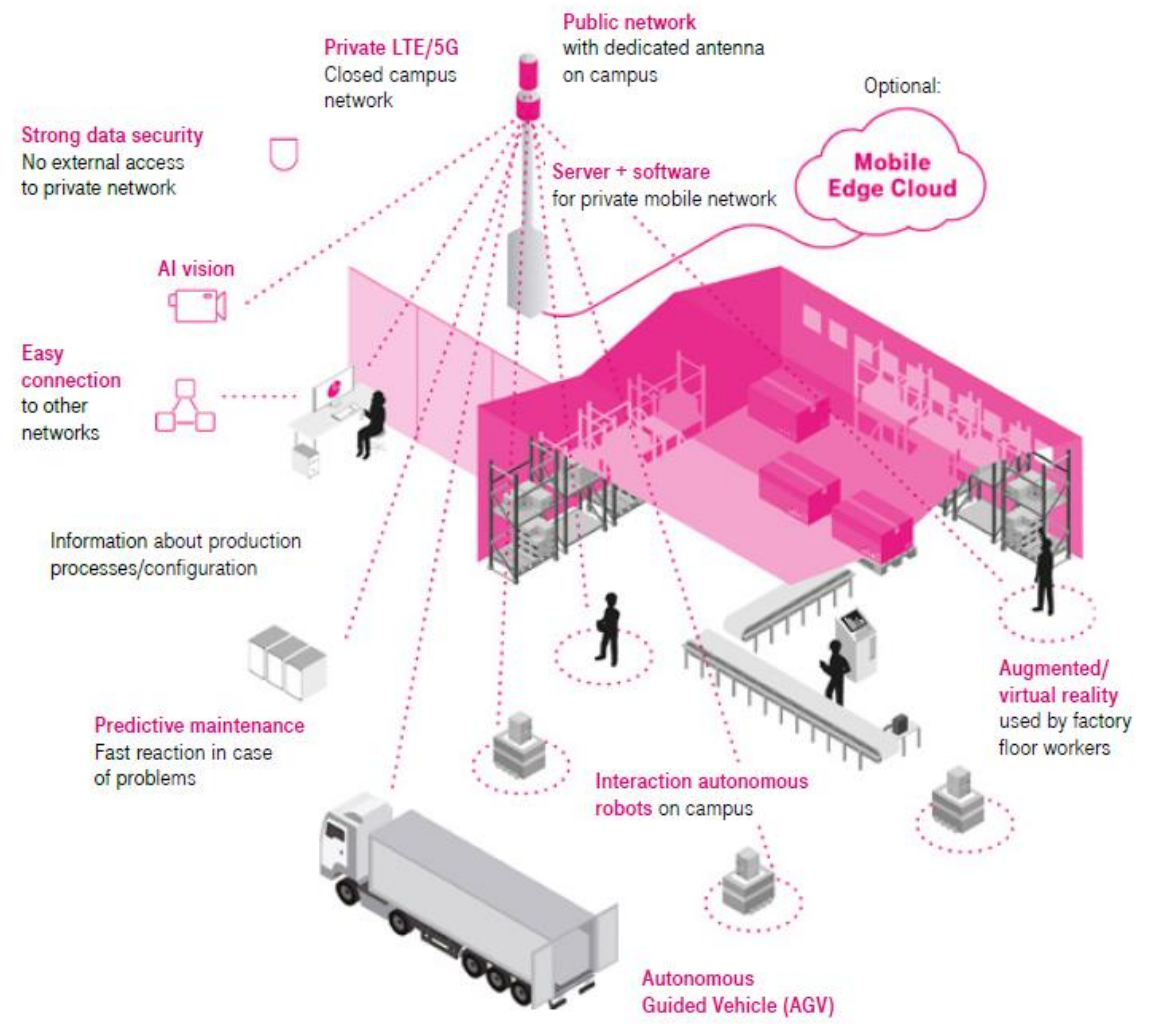 Public network
with dedicated antenna
on campus
Private LTE/5G
Closed campus
network
Optional:
Mobile
Edge Cloud
Strong data security
No external access
to private network
Server + software
for private mobile network
AI vision
Easy
connection
to other
networks
Information about production
processes/configuration
Augmented/
virtual reality
used by factory
floor workers
Predictive maintenance
Fast reaction in case
of problems
Interaction autonomous
robots on campus
Autonomous
Guided Vehicle (AGV)